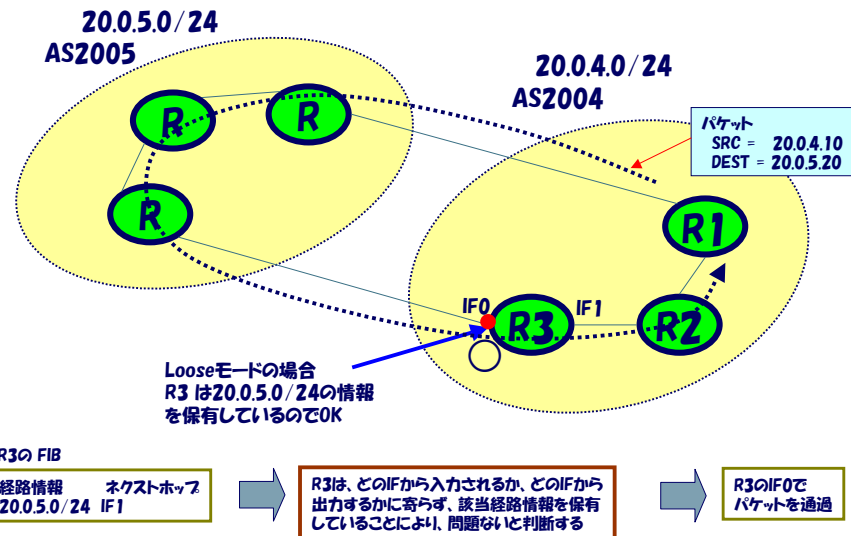 20.0.5.0/24
AS2005
20.0.4.0/24
AS2004
パケット
SRC = 20.0.4.10
DEST = 20.0.5.20
R
R
R
R1
IF0
R3
IF1
R2
Looseモードの場合
R3 は20.0.5.0/24の情報
を保有しているのでOK
R3の FIB
経路情報 ネクストホップ
20.0.5.0/24 IF1
R3は、どのIFから入力されるか、どのIFから
出力するかに寄らず、該当経路情報を保有
していることにより、問題ないと判断する
R3のIF0で
パケットを通過